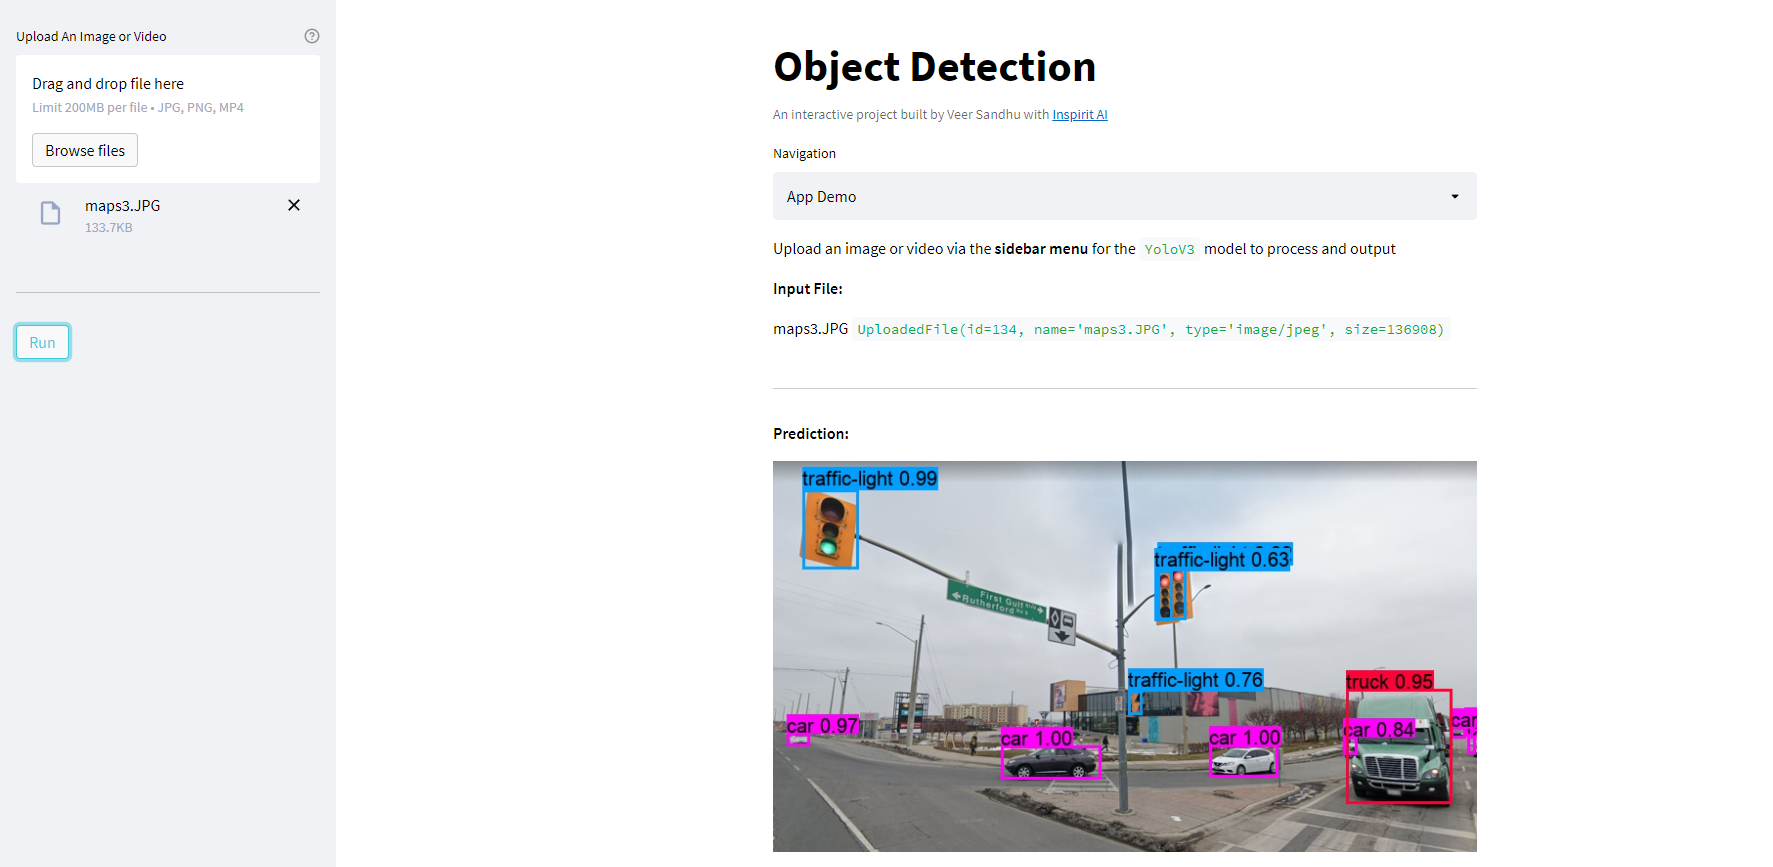 Upload An Image or Video
Drag and drop file here
Limit 200MB per file • JPG, PNG, MP4
Browse files
maps3.JPG
133.7KB
Run
Object Detection
An interactive project built by Veer Sandhu with Inspirit AI
Navigation
App Demo
Upload an image or video via the sidebar menu for the YoloV3 model to process and output
Input File:
maps3.JPG UploadedFile(id=134, name='maps3.JPG', type='image/jpeg', size=136908)
Prediction:
traffic-light 0.99
traffic-light 0.63
First Gulf
Rutherford
traffic-light 0.76
truck 0.95
car 0.97
car 1.00
car 1.00
car 0.84
car